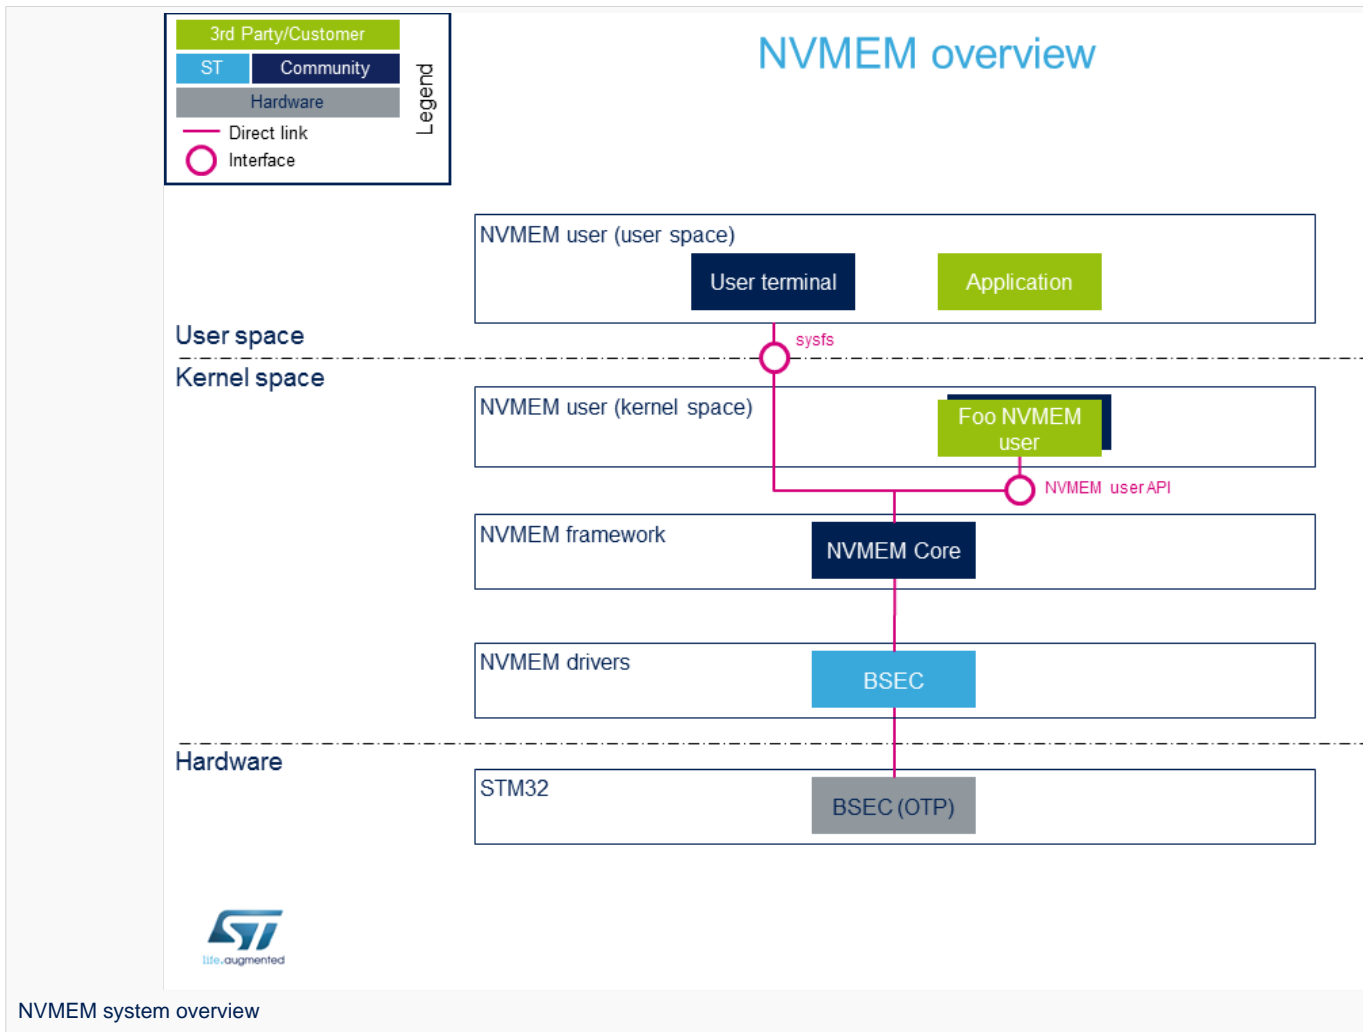 3rd Party/Customer
ST
Community
Hardware
Direct link
Interface
Legend
NVMEM overview
NVMEM user (user space)
User terminal
Application
User space
sysfs
Kernel space
NVMEM user (kernel space)
Foo NVMEM
user
NVMEM user API
NVMEM framework
NVMEM Core
NVMEM drivers
BSEC
Hardware
STM32
BSEC (OTP)
ST
life.augmented
NVMEM system overview